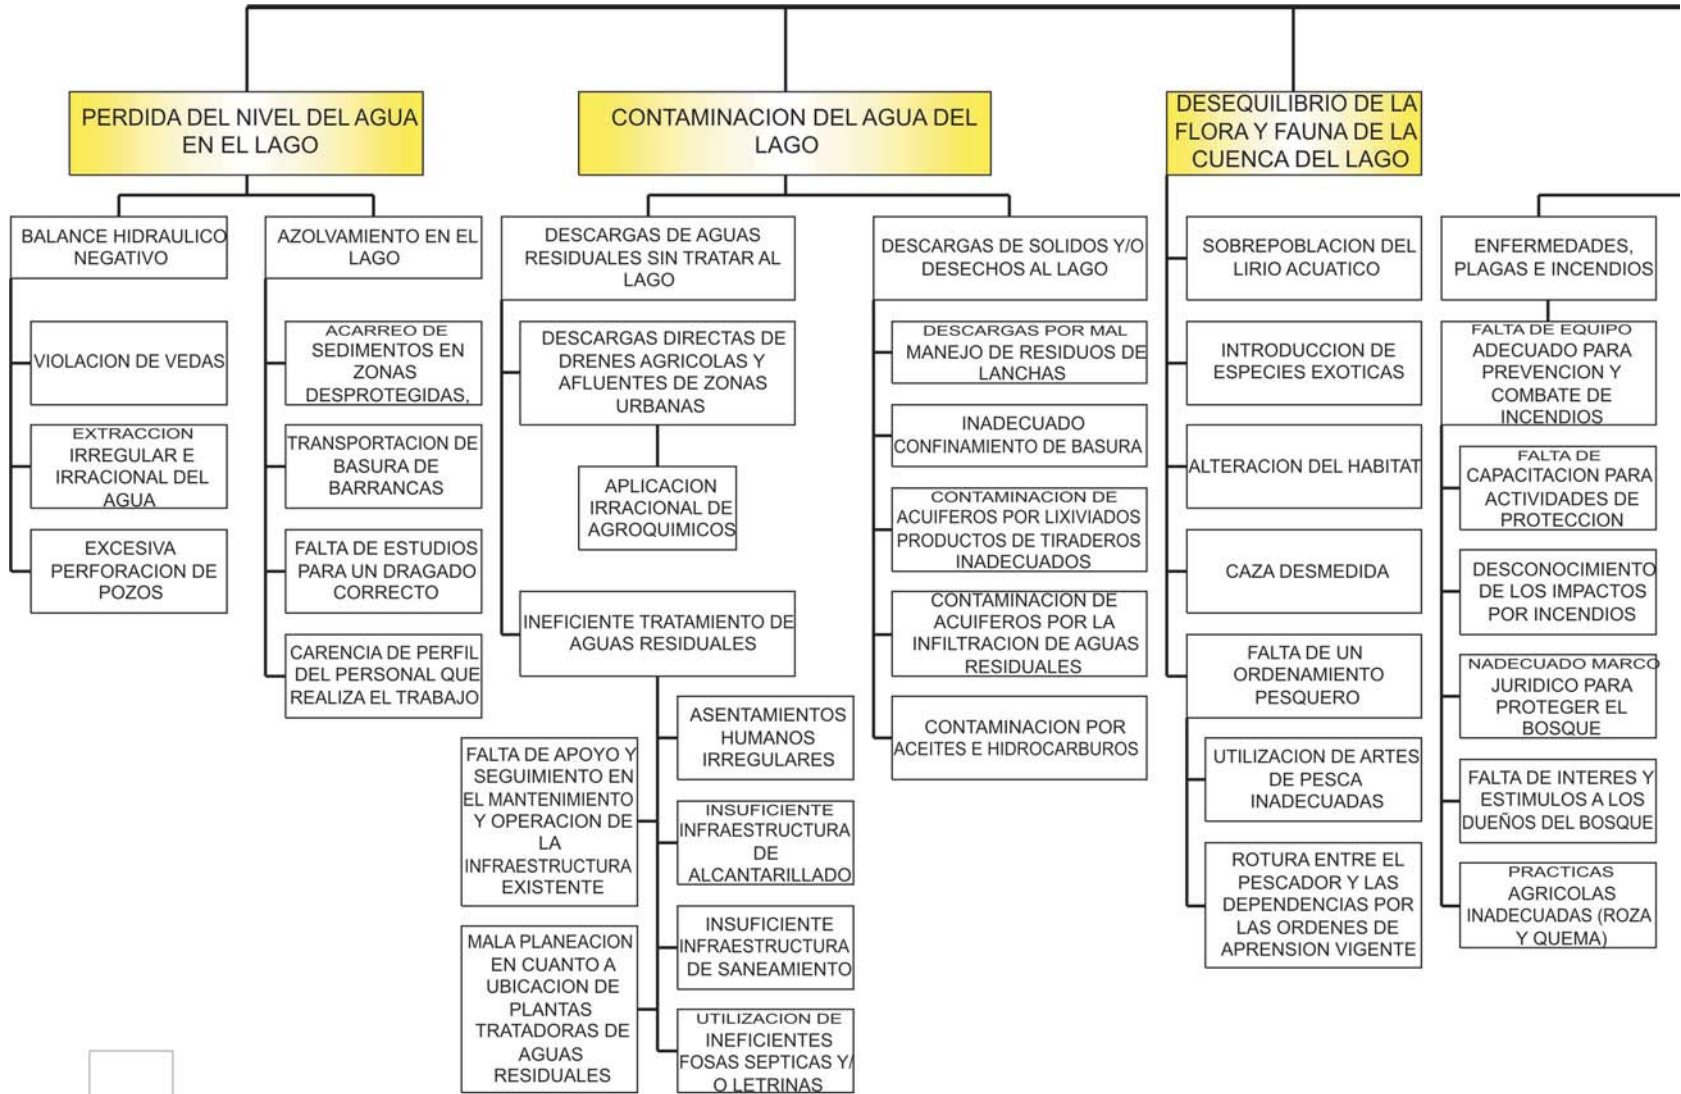 PERDIDA DEL NIVEL DEL AGUA
EN EL LAGO
BALANCE HIDRAULICO
NEGATIVO
VIOLACION DE VEDAS
EXTRACCION
IRREGULAR E
IRRACIONAL DEL
AGUA
EXCESIVA
PERFORACION DE
POZOS
AZOLVAMIENTO EN EL
LAGO
ACARREO DE
SEDIMENTOS EN
ZONAS
DESPROTEGIDAS,
TRANSPORTACION DE
BASURA DE
BARRANCAS
FALTA DE ESTUDIOS
PARA UN DRAGADO
CORRECTO
CARENCIA DE PERFIL
DEL PERSONAL QUE
REALIZA EL TRABAJO
CONTAMINACION DEL AGUA DEL
LAGO
DESCARGAS DE AGUAS
RESIDUALES SIN TRATAR AL
LAGO
DESCARGAS DIRECTAS DE
DRENES AGRICOLAS Y
AFLUENTES DE ZONAS
URBANAS
APLICACION
IRRACIONAL DE
AGROQUIMICOS
INEFICIENTE TRATAMIENTO DE
AGUAS RESIDUALES
FALTA DE APOYO Y
SEGUIMIENTO EN
EL MANTENIMIENTO
Y OPERACION DE
LA
INFRAESTRUCTURA
EXISTENTE
MALA PLANEACION
EN CUANTO A
UBICACION DE
PLANTAS
TRATADORAS DE
AGUAS
RESIDUALES
ASENTAMIENTOS
HUMANOS
IRREGULARES
INSUFICIENTE
INFRAESTRUCTURA
DE
ALCANTARILLADO
INSUFICIENTE
INFRAESTRUCTURA
DE SANEAMIENTO
UTILIZACION DE
INEFICIENTES
FOSAS SEPTICAS Y/
O LETRINAS
DESCARGAS DE SOLIDOS Y/O
DESECHOS AL LAGO
DESCARGAS POR MAL
MANEJO DE RESIDUOS DE
LANCHAS
INADECUADO
CONFINAMIENTO DE BASURA
CONTAMINACION DE
ACUIFEROS POR LIXIVIADOS
PRODUCTOS DE TIRADEROS
INADECUADOS
CONTAMINACION DE
ACUIFEROS POR LA
INFILTRACION DE AGUAS
RESIDUALES
CONTAMINACION POR
ACEITES E HIDROCARBUROS
DESEQUILIBRIO DE LA
FLORA Y FAUNA DE LA
CUENCA DEL LAGO
SOBREPOBLACION DEL
LIRIO ACUATICO
INTRODUCCION DE
ESPECIES EXOTICAS
ALTERACION DEL HABITAT
CAZA DESMEDIDA
FALTA DE UN
ORDENAMIENTO
PESQUERO
UTILIZACION DE ARTES
DE PESCA
INADECUADAS
ROTURA ENTRE EL
PESCADOR Y LAS
DEPENDENCIAS POR
LAS ORDENES DE
APRENSION VIGENTE
ENFERMEDADES,
PLAGAS E INCENDIOS
FALTA DE EQUIPO
ADECUADO PARA
PREVENCION Y
COMBATE DE
INCENDIOS
FALTA DE
CAPACITACION PARA
ACTIVIDADES DE
PROTECCION
DESCONOCIMIENTO
DE LOS IMPACTOS
POR INCENDIOS
NADECUADO MARCO
JURIDICO PARA
PROTEGER EL
BOSQUE
FALTA DE INTERES Y
ESTIMULOS A LOS
DUEÑOS DEL BOSQUE
PRACTICAS
AGRICOLAS
INADECUADAS (ROZA
Y QUEMA)